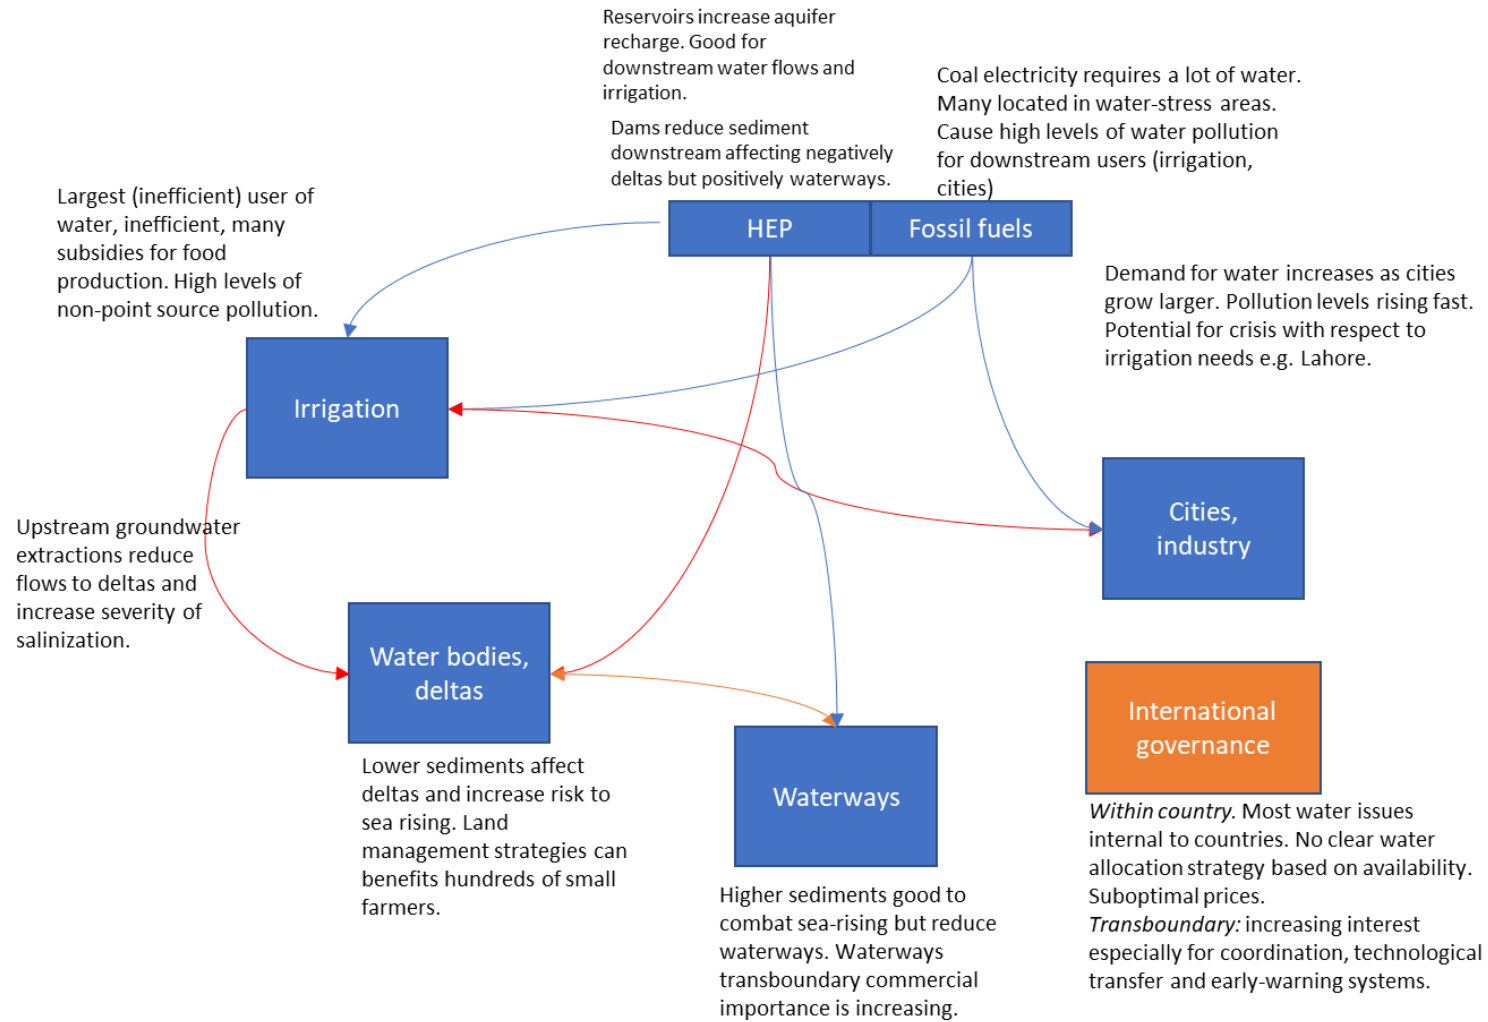 Reservoirs increase aquifer
recharge. Good for
downstream water flows and
irrigation.
Dams reduce sediment
downstream affecting negatively
deltas but positively waterways.
Coal electricity requires a lot of water.
Many located in water-stress areas.
Cause high levels of water pollution
for downstream users (irrigation,
cities)
Largest (inefficient) user of
water, inefficient, many
subsidies for food
production. High levels of
non-point source pollution.
HEP
Fossil fuels
Demand for water increases as cities
grow larger. Pollution levels rising fast.
Potential for crisis with respect to
irrigation needs e.g. Lahore.
Irrigation
Cities,
industry
Upstream groundwater
extractions reduce
flows to deltas and
increase severity of
salinization.
Water bodies,
deltas
Lower sediments affect
deltas and increase risk to
sea rising. Land
management strategies can
benefits hundreds of small
farmers.
Waterways
Higher sediments good to
combat sea-rising but reduce
waterways. Waterways
transboundary commercial
importance is increasing.
International
governance
Within country. Most water issues
internal to countries. No clear water
allocation strategy based on availability.
Suboptimal prices.
Transboundary: increasing interest
especially for coordination, technological
transfer and early-warning systems.